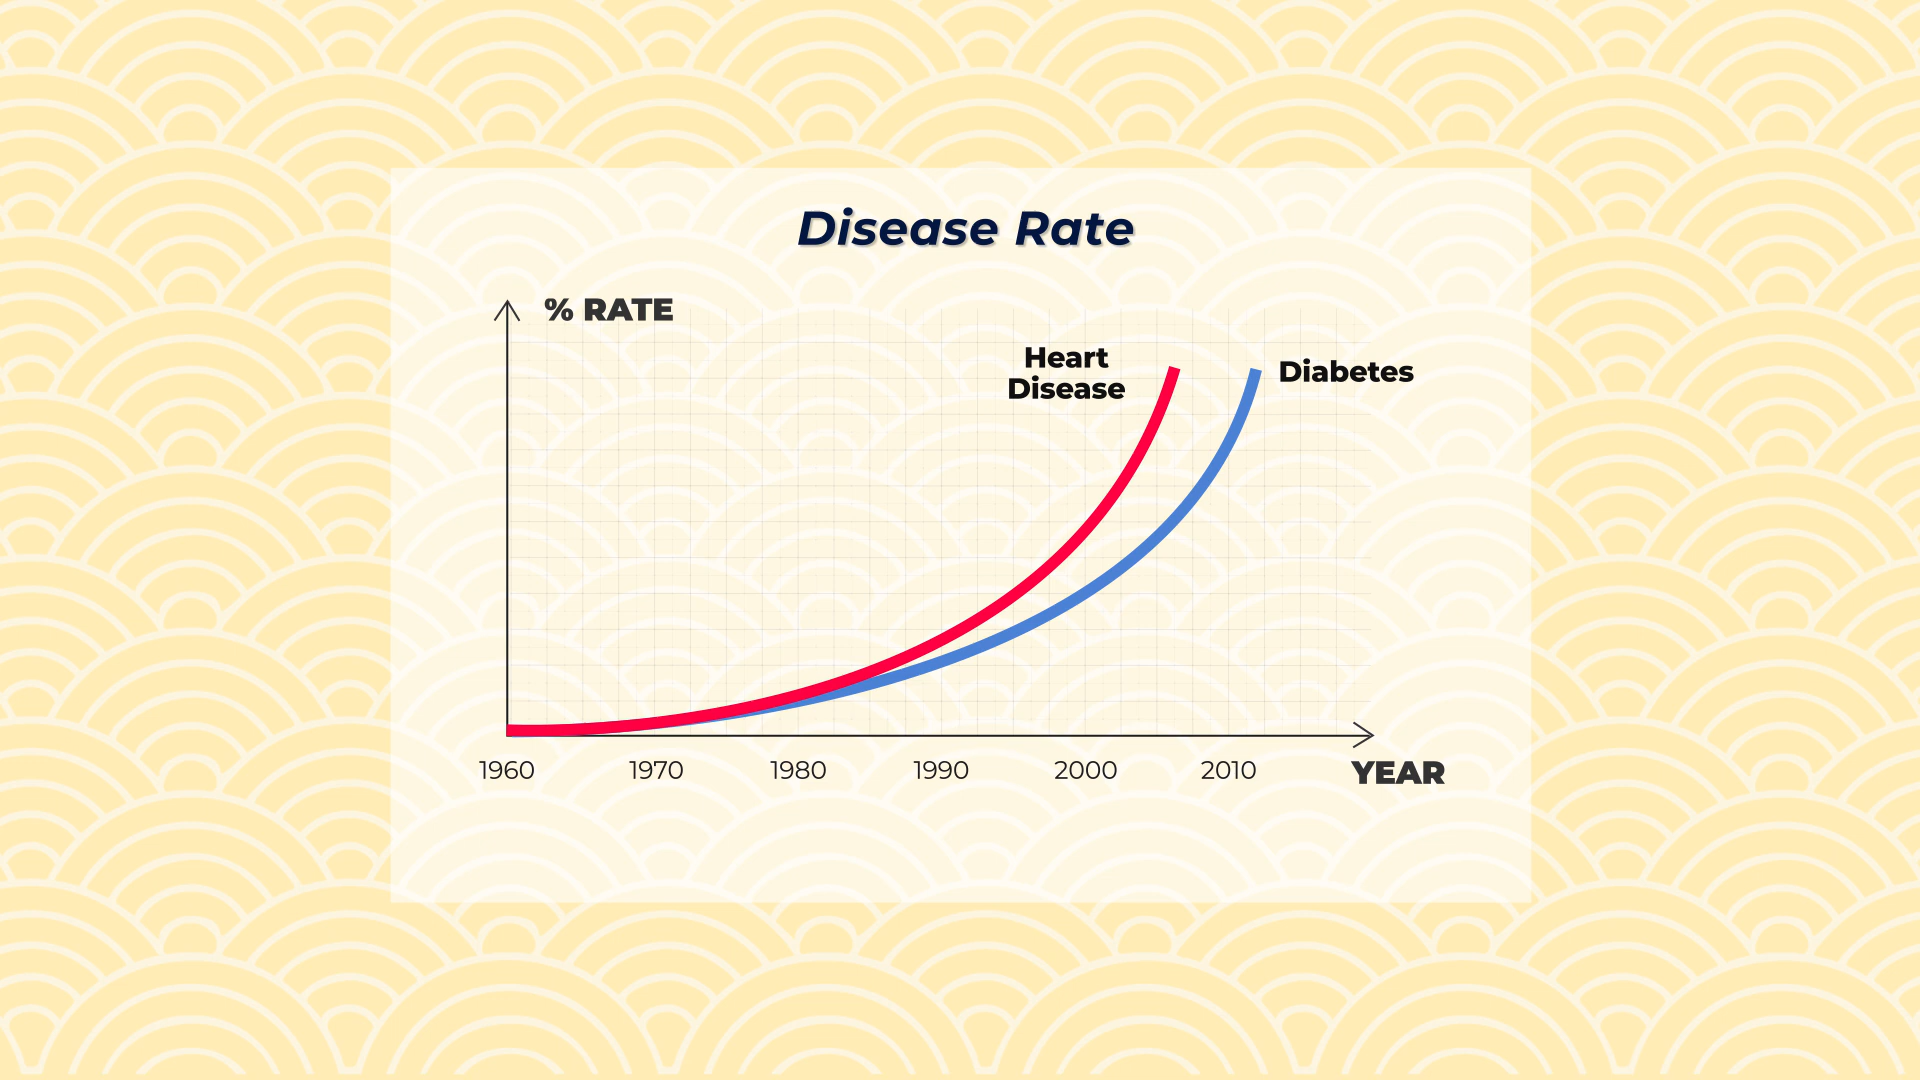 Disease Rate
% RATE
Heart
Disease
Diabetes
1960
1970
1980
1990
2000
2010
YEAR